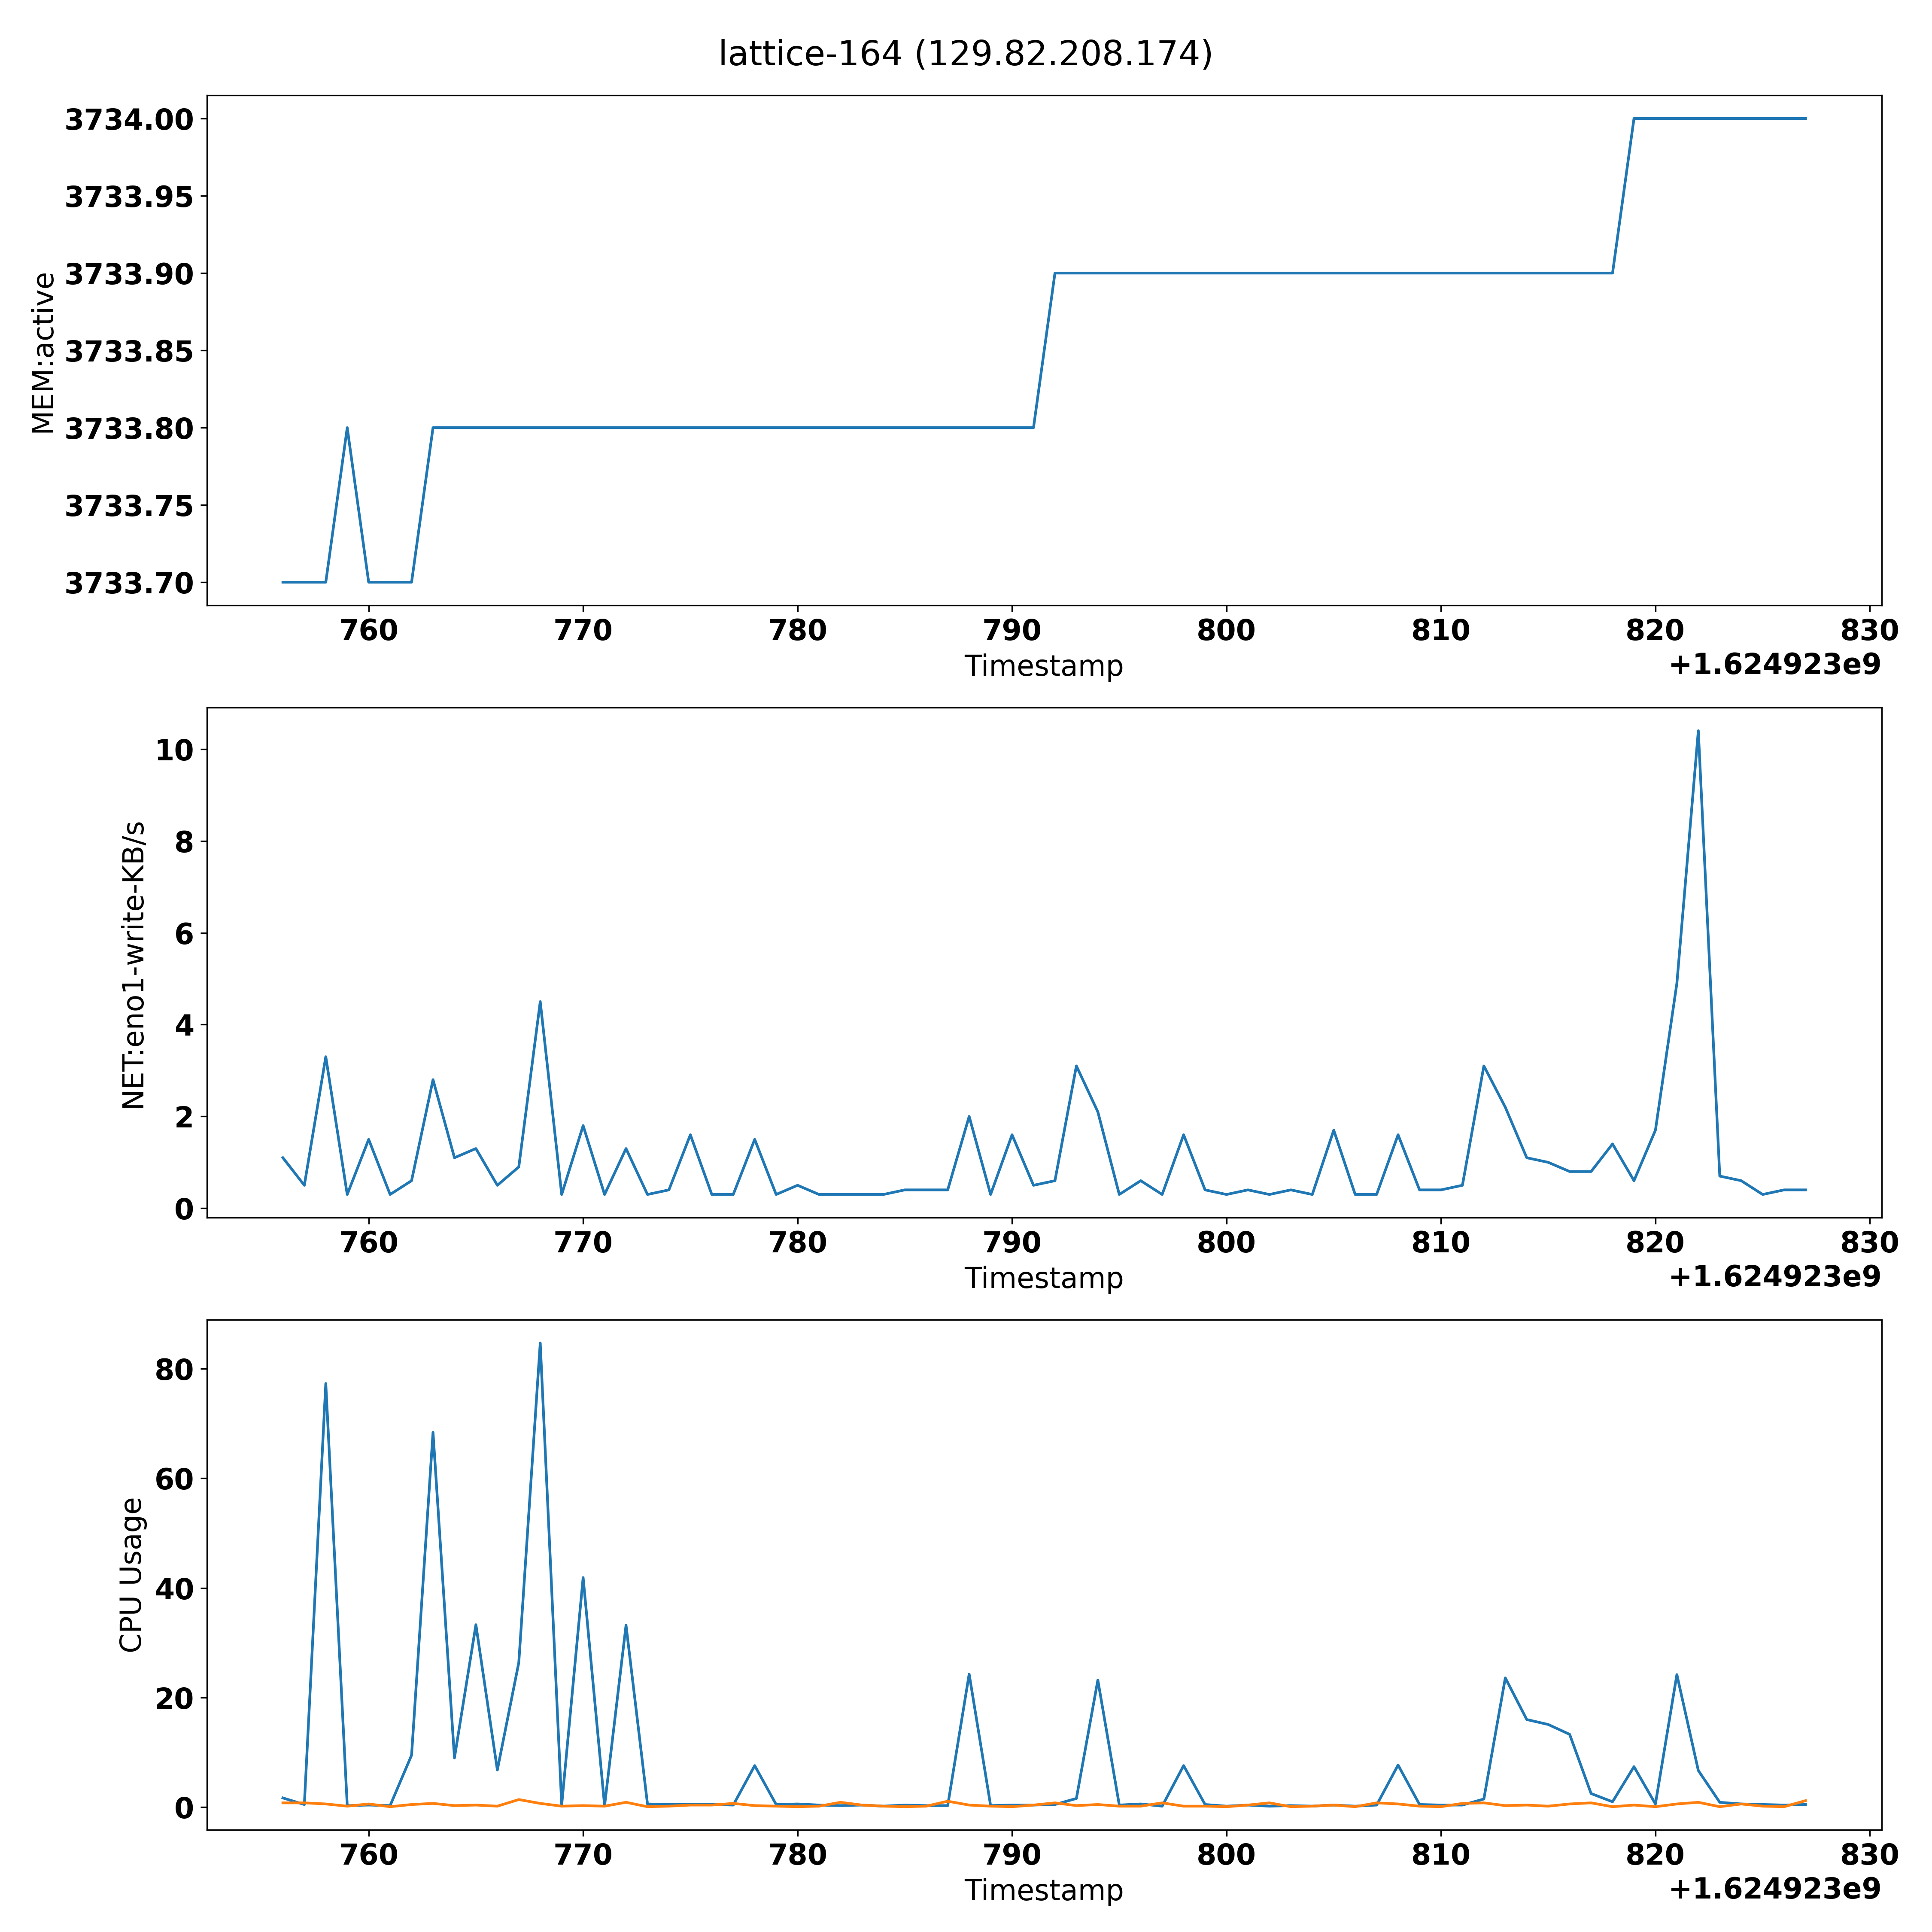 lattice-164 (129.82.208.174)
3734.00
3733.95
3733.90
3733.85
3733.80
3733.75
3733.70
MEM:active
760 770 780 790 800 810 820 830
Timestamp
+1.624923e9
10
8
6
4
2
0
NET:eno1-write-KB/s
760 770 780 790 800 810 820 830
Timestamp
+1.624923e9
80
60
40
20
0
CPU Usage
760 770 780 790 800 810 820 830
Timestamp
+1.624923e9